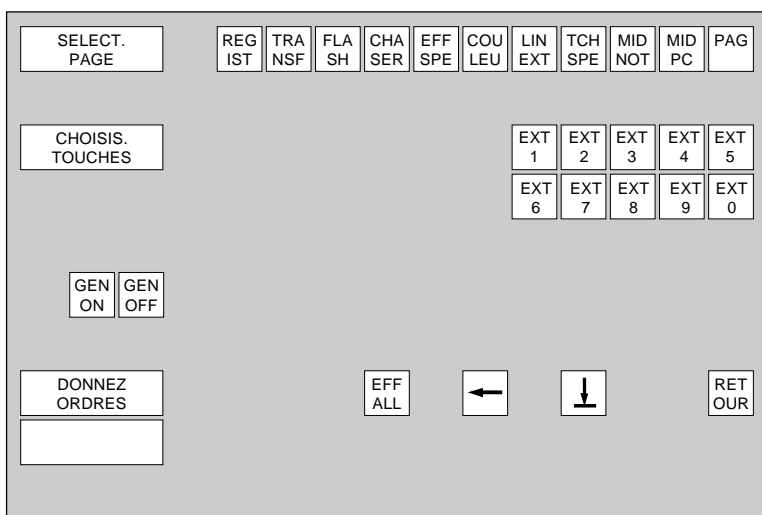 SELECT. REG TRA FLA CHA EFF COU LIN TCH MID MID PAG
PAGE IST NSF SH SER SPE LEU EXT SPE NOT PC
CHOISIS. EXT EXT EXT EXT EXT
TOUCHES 1 2 3 4 5
EXT EXT EXT EXT EXT
6 7 8 9 0
GEN GEN
ON OFF
DONNEZ EFF RET
ORDRES ALL OUR